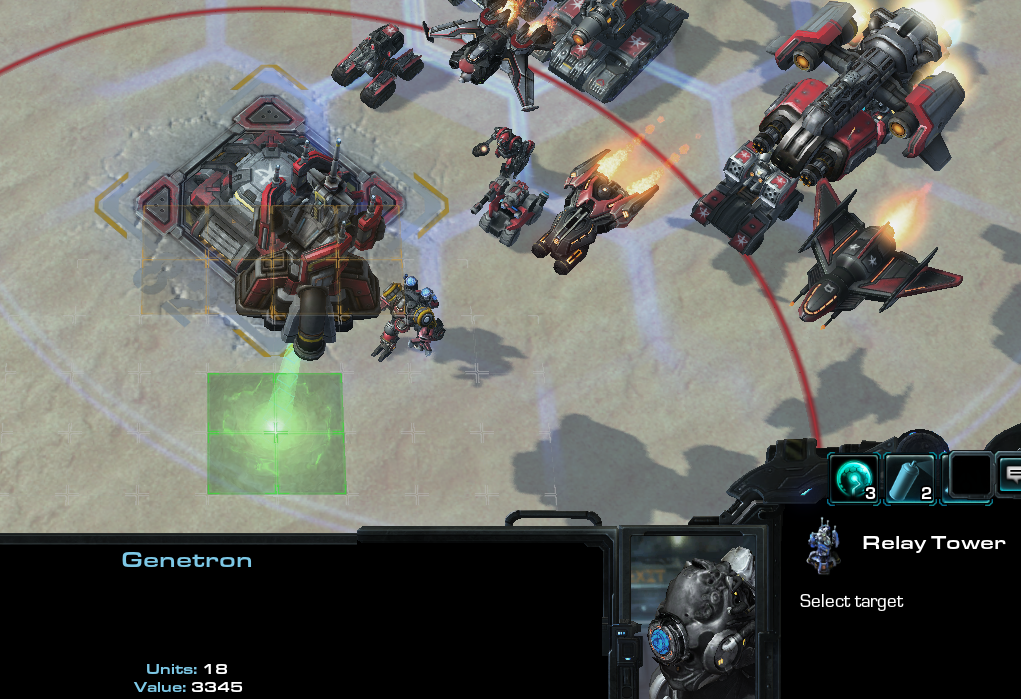 3
2
Genetron
Relay Tower
Select target
Units: 18
Value: 3345